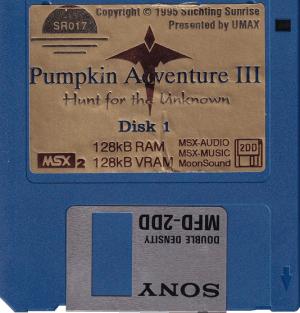 Copyright © 1995 Stichting Sunrise
SR017
Presented by UMAX
Pumpkin Adventure III
Hunt for the Unknown
Disk 1
128kB RAM
MSX-AUDIO
2DD
MSX 2
128kB VRAM
MSX-MUSIC
MoonSound
SONY
DOUBLE DENSITY
MFD-2DD